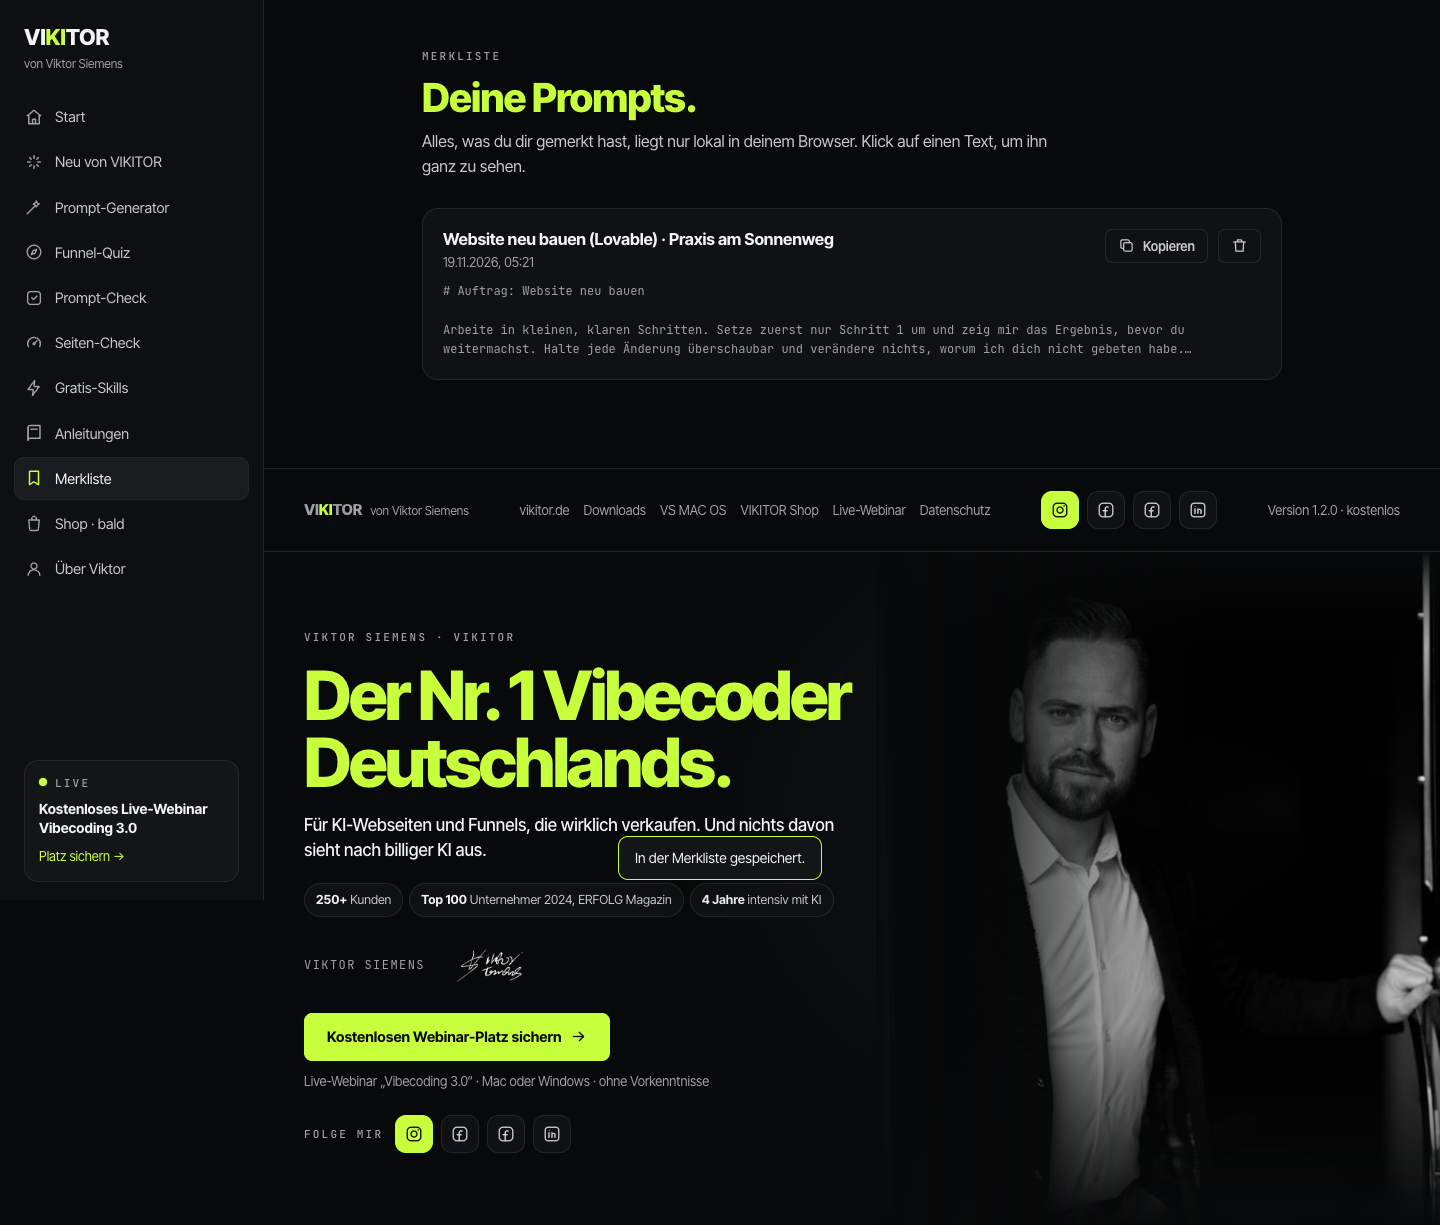 VIKITOR
von Viktor Siemens
Start
Neu von VIKITOR
Prompt-Generator
Funnel-Quiz
Prompt-Check
Seiten-Check
Gratis-Skills
Anleitungen
Merkliste
Shop · bald
Über Viktor
LIVE
Kostenloses Live-Webinar
Vibecoding 3.0
Platz sichern →
MERKLISTE
Deine Prompts.
Alles, was du dir gemerkt hast, liegt nur lokal in deinem Browser. Klick auf einen Text, um ihn
ganz zu sehen.
Website neu bauen (Lovable) · Praxis am Sonnenweg
Kopieren
19.11.2026, 05:21
# Auftrag: Website neu bauen
Arbeite in kleinen, klaren Schritten. Setze zuerst nur Schritt 1 um und zeig mir das Ergebnis, bevor du
weitermachst. Halte jede Änderung überschaubar und verändere nichts, worum ich dich nicht gebeten habe.…
VIKITOR von Viktor Siemens
vikitor.de Downloads VS MAC OS VIKITOR Shop Live-Webinar Datenschutz
Version 1.2.0 · kostenlos
VIKTOR SIEMENS · VIKITOR
Der Nr. 1 Vibecoder
Deutschlands.
Für KI-Webseiten und Funnels, die wirklich verkaufen. Und nichts davon
sieht nach billiger KI aus.
In der Merkliste gespeichert.
250+ Kunden
Top 100 Unternehmer 2024, ERFOLG Magazin
4 Jahre intensiv mit KI
VIKTOR SIEMENS
Kostenlosen Webinar-Platz sichern →
Live-Webinar „Vibecoding 3.0“ · Mac oder Windows · ohne Vorkenntnisse
FOLGE MIR